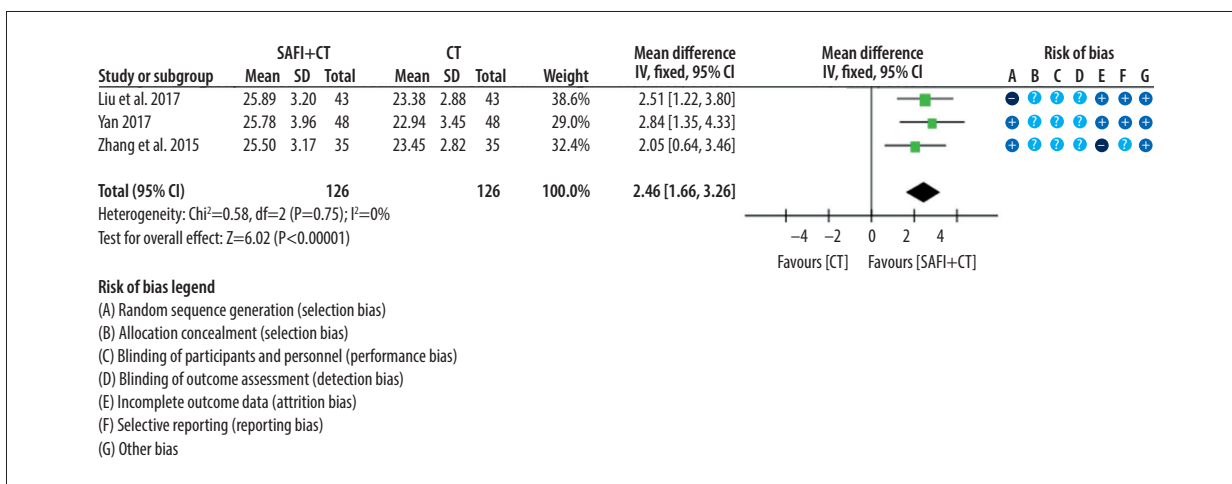 SAFI+CT CT Mean difference Mean difference Risk of bias
Study or subgroup Mean SD Total Mean SD Total Weight IV, fixed, 95% CI IV, fixed, 95% CI A B C D E F G
Liu et al. 2017 25.89 3.20 43 23.38 2.88 43 38.6% 2.51 [1.22, 3.80] − ? ? ? + + +
Yan 2017 25.78 3.96 48 22.94 3.45 48 29.0% 2.84 [1.35, 4.33] + ? ? ? + + +
Zhang et al. 2015 25.50 3.17 35 23.45 2.82 35 32.4% 2.05 [0.64, 3.46] + ? ? ? − ? +
Total (95% CI) 126 126 100.0% 2.46 [1.66, 3.26]
Heterogeneity: Chi²=0.58, df=2 (P=0.75); I²=0%
Test for overall effect: Z=6.02 (P<0.00001)
−4 −2 0 2 4
Favours [CT] Favours [SAFI+CT]
Risk of bias legend
(A) Random sequence generation (selection bias)
(B) Allocation concealment (selection bias)
(C) Blinding of participants and personnel (performance bias)
(D) Blinding of outcome assessment (detection bias)
(E) Incomplete outcome data (attrition bias)
(F) Selective reporting (reporting bias)
(G) Other bias